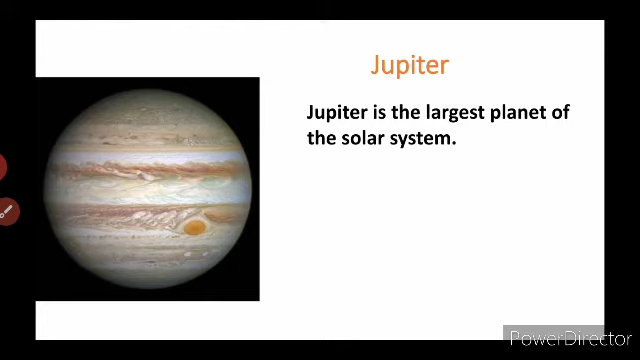 Jupiter
Jupiter is the largest planet of
the solar system.
PowerDirector